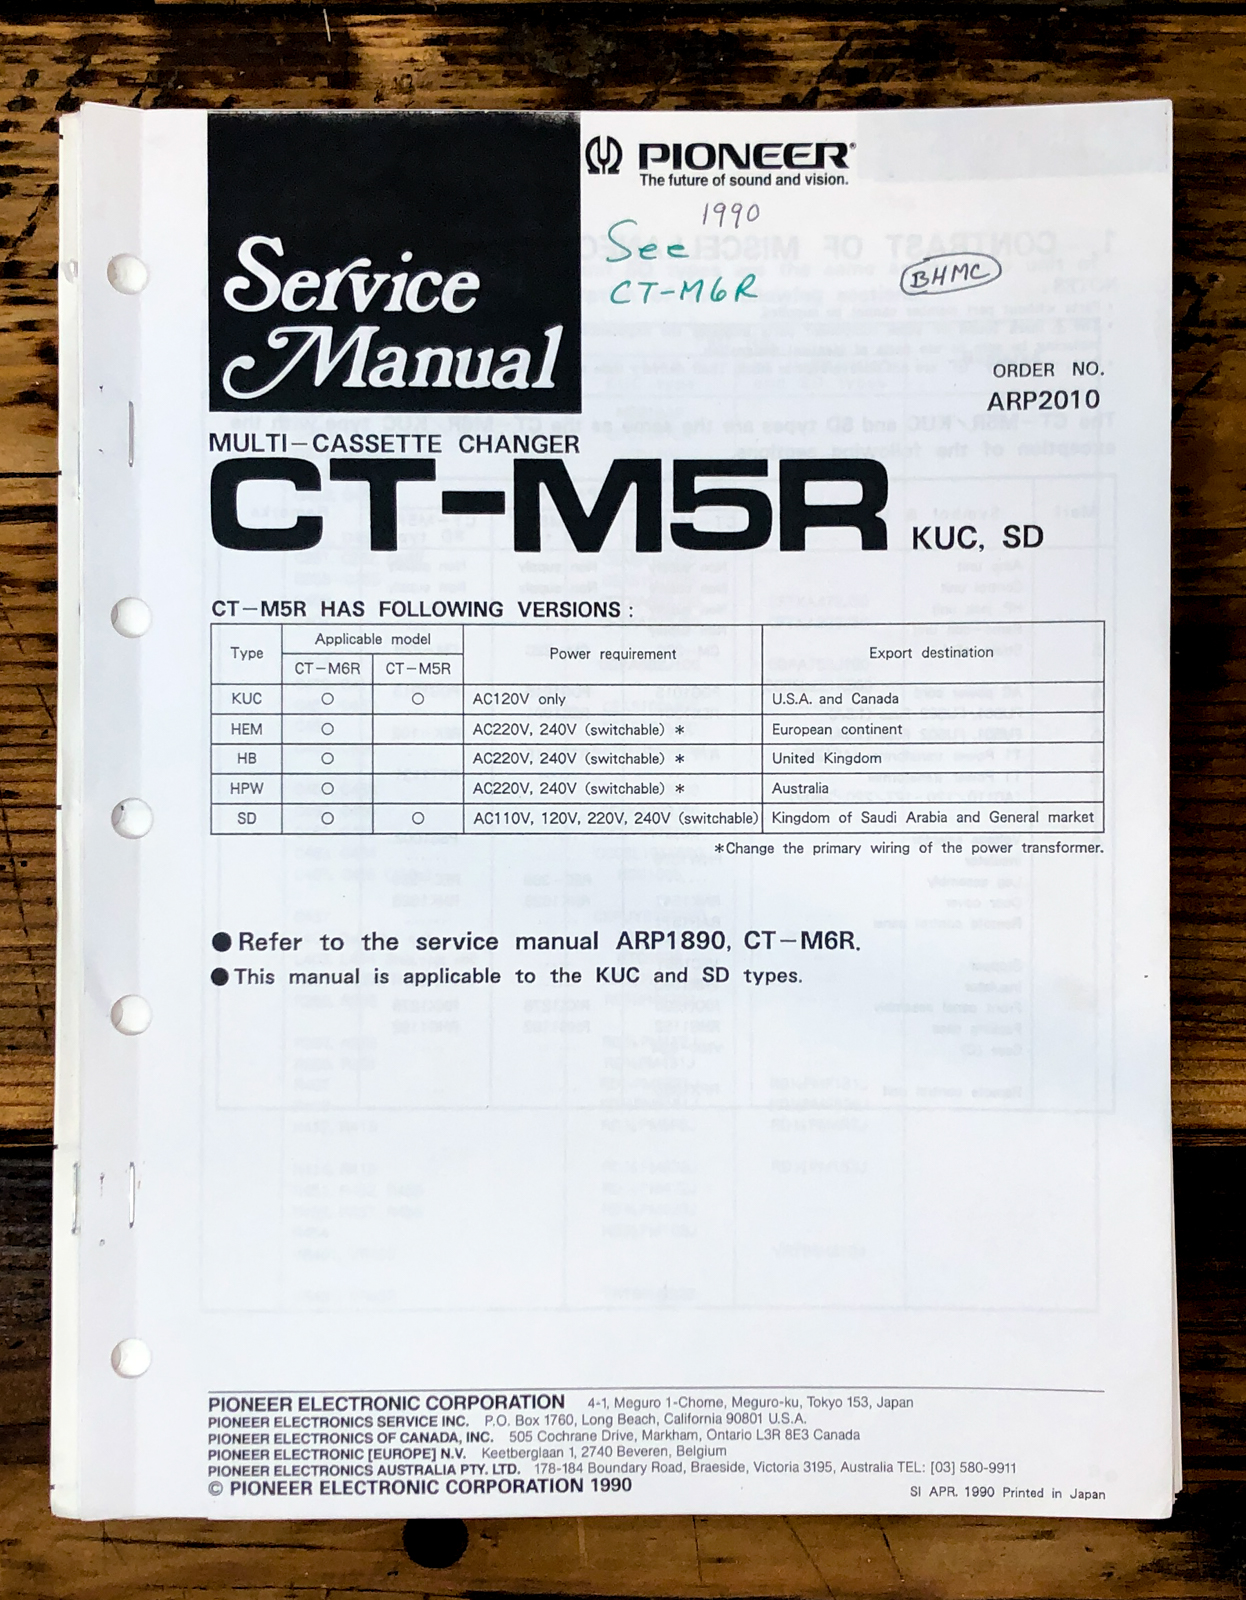 PIONEER®
The future of sound and vision.
1990
See
CT-M6R
BHMC
Service
Manual
ORDER NO.
ARP2010
MULTI-CASSETTE CHANGER
CT-M5R KUC, SD
CT-M5R HAS FOLLOWING VERSIONS :
Type Applicable model Power requirement Export destination
CT-M6R CT-M5R
KUC ○ ○ AC120V only U.S.A. and Canada
HEM ○ AC220V, 240V (switchable) * European continent
HB ○ AC220V, 240V (switchable) * United Kingdom
HPW ○ AC220V, 240V (switchable) * Australia
SD ○ ○ AC110V, 120V, 220V, 240V (switchable) Kingdom of Saudi Arabia and General market
*Change the primary wiring of the power transformer.
● Refer to the service manual ARP1890, CT-M6R.
● This manual is applicable to the KUC and SD types.
PIONEER ELECTRONIC CORPORATION 4-1, Meguro 1-Chome, Meguro-ku, Tokyo 153, Japan
PIONEER ELECTRONICS SERVICE INC. P.O. Box 1760, Long Beach, California 90801 U.S.A.
PIONEER ELECTRONICS OF CANADA, INC. 505 Cochrane Drive, Markham, Ontario L3R 8E3 Canada
PIONEER ELECTRONIC [EUROPE] N.V. Keetberglaan 1, 2740 Beveren, Belgium
PIONEER ELECTRONICS AUSTRALIA PTY. LTD. 178-184 Boundary Road, Braeside, Victoria 3195, Australia TEL: [03] 580-9911
© PIONEER ELECTRONIC CORPORATION 1990
SI APR. 1990 Printed in Japan